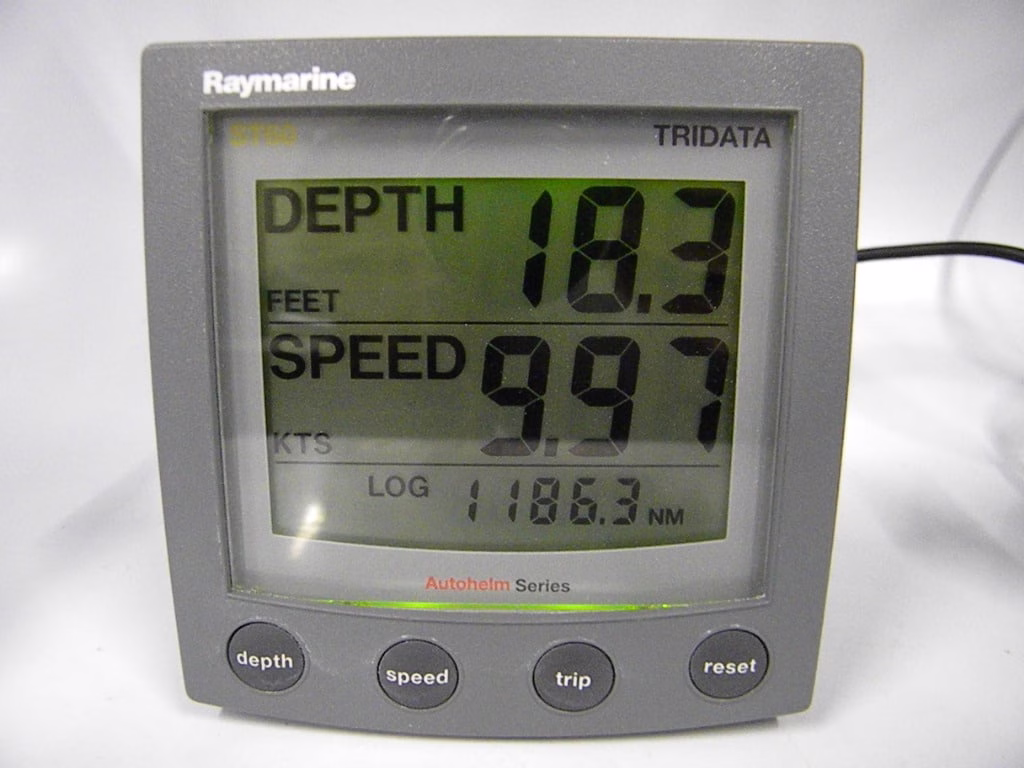 Raymarine
ST60 TRIDATA
DEPTH 18.3
FEET
SPEED 9.97
KTS
LOG 1186.3 NM
Autohelm Series
depth speed trip reset